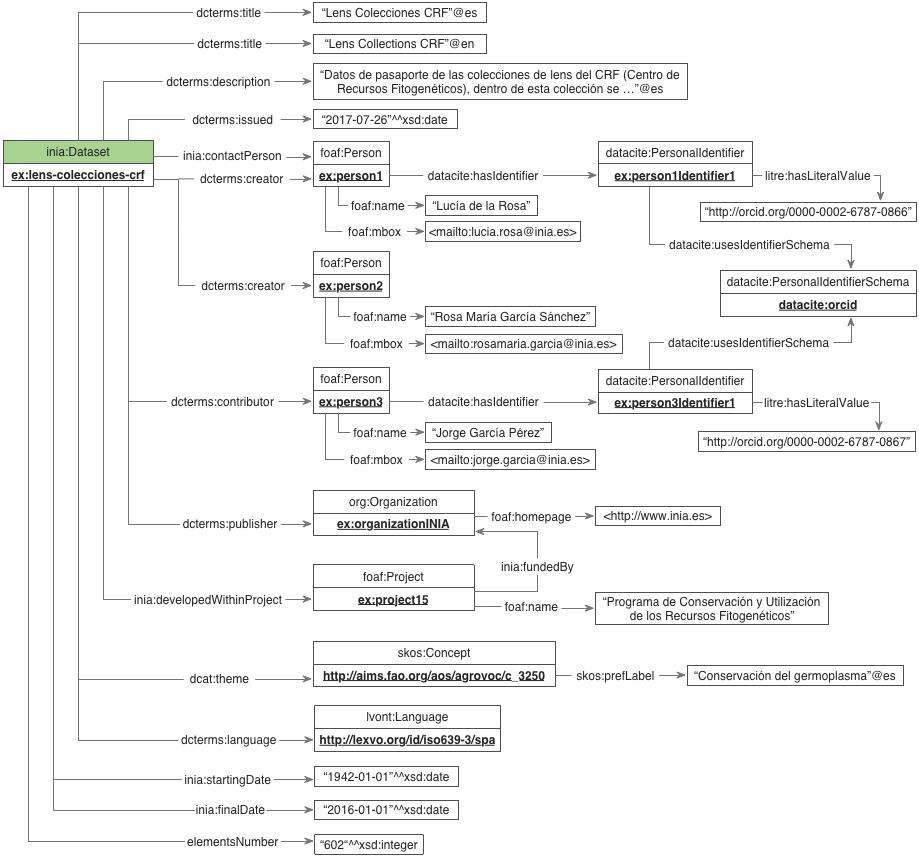 dcterms:title
“Lens Colecciones CRF”@es
dcterms:title
“Lens Collections CRF”@en
dcterms:description
“Datos de pasaporte de las colecciones de lens del CRF (Centro de
Recursos Fitogenéticos), dentro de esta colección se ...”@es
dcterms:issued
“2017-07-26”^^xsd:date
inia:Dataset
ex:lens-colecciones-crf
inia:contactPerson
dcterms:creator
foaf:Person
ex:person1
datacite:hasIdentifier
datacite:PersonalIdentifier
ex:person1Identifier1
litre:hasLiteralValue
“http://orcid.org/0000-0002-6787-0866”
foaf:name
“Lucía de la Rosa”
foaf:mbox
<mailto:lucia.rosa@inia.es>
datacite:usesIdentifierSchema
dcterms:creator
foaf:Person
ex:person2
datacite:PersonalIdentifierSchema
datacite:orcid
foaf:name
“Rosa María García Sánchez”
foaf:mbox
<mailto:rosamaria.garcia@inia.es>
datacite:usesIdentifierSchema
dcterms:contributor
foaf:Person
ex:person3
datacite:hasIdentifier
datacite:PersonalIdentifier
ex:person3Identifier1
litre:hasLiteralValue
“http://orcid.org/0000-0002-6787-0867”
foaf:name
“Jorge García Pérez”
foaf:mbox
<mailto:jorge.garcia@inia.es>
dcterms:publisher
org:Organization
ex:organizationINIA
foaf:homepage
<http://www.inia.es>
inia:fundedBy
inia:developedWithinProject
foaf:Project
ex:project15
foaf:name
“Programa de Conservación y Utilización
de los Recursos Fitogenéticos”
dcat:theme
skos:Concept
http://aims.fao.org/aos/agrovoc/c_3250
skos:prefLabel
“Conservación del germoplasma”@es
dcterms:language
lvont:Language
http://lexvo.org/id/iso639-3/spa
inia:startingDate
“1942-01-01”^^xsd:date
inia:finalDate
“2016-01-01”^^xsd:date
elementsNumber
“602“^^xsd:integer